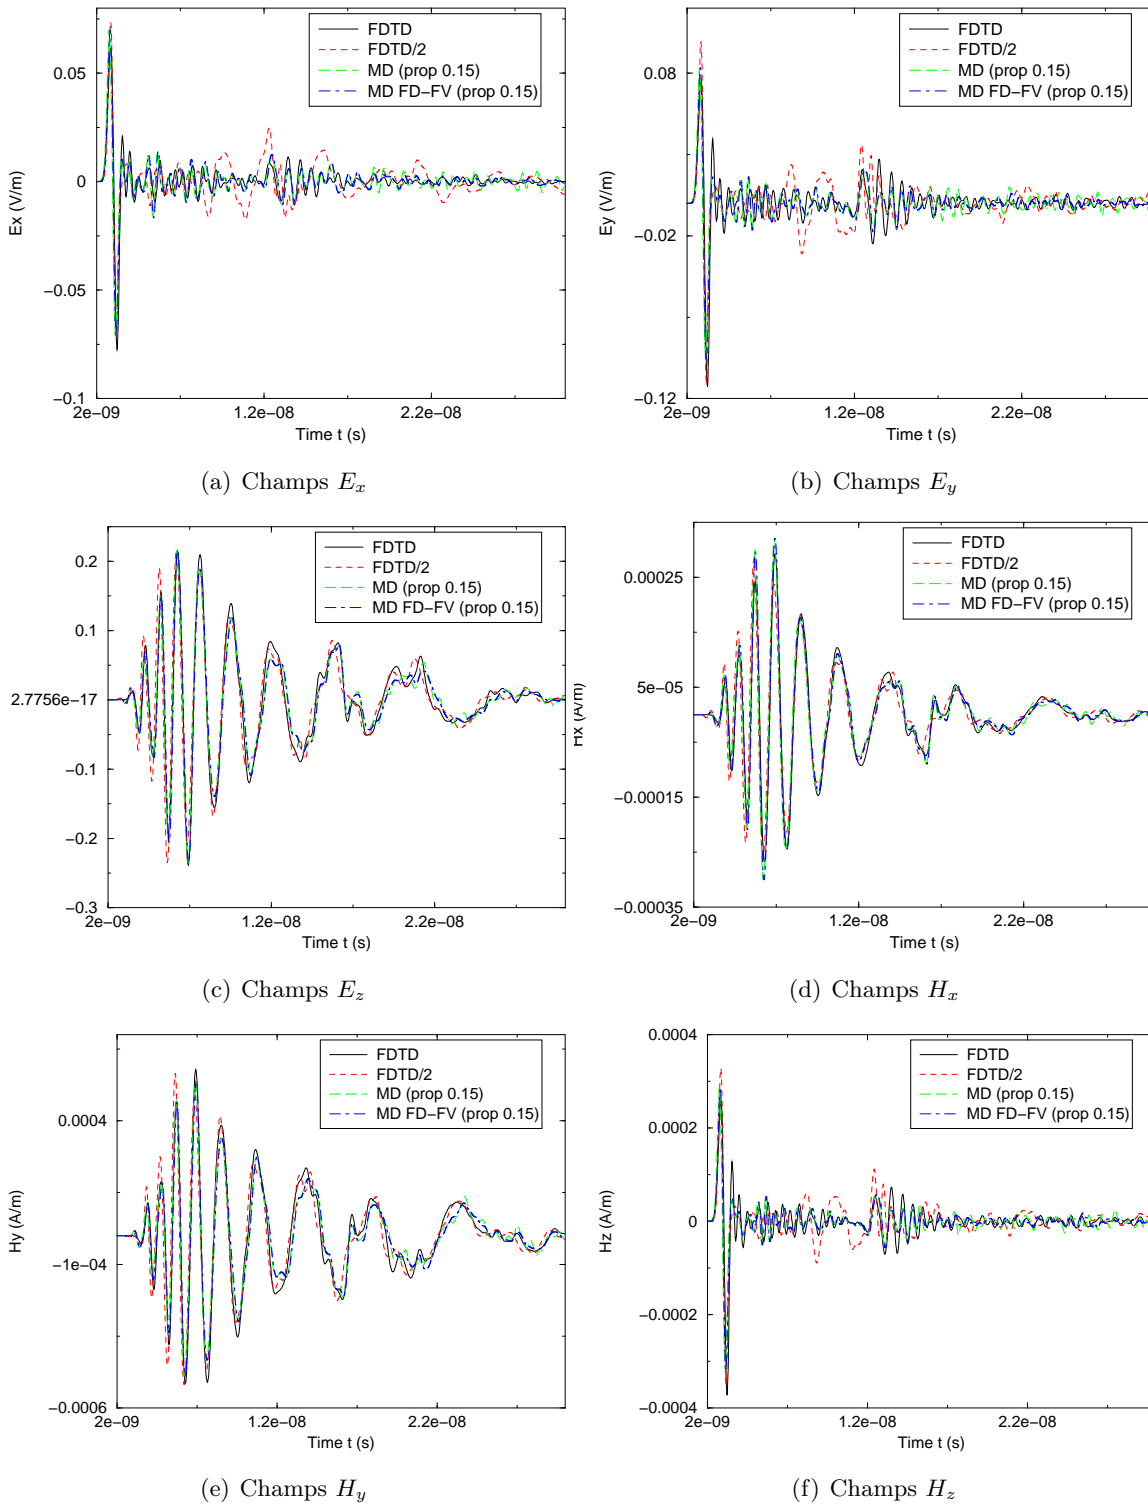 FDTD
FDTD/2
MD (prop 0.15)
MD FD−FV (prop 0.15)
0.05
0
−0.05
−0.1
Ex (V/m)
2e−09
1.2e−08
2.2e−08
Time t (s)
(a) Champs Ex
FDTD
FDTD/2
MD (prop 0.15)
MD FD−FV (prop 0.15)
0.08
−0.02
−0.12
Ey (V/m)
2e−09
1.2e−08
2.2e−08
Time t (s)
(b) Champs Ey
FDTD
FDTD/2
MD (prop 0.15)
MD FD−FV (prop 0.15)
0.2
0.1
2.7756e−17
−0.1
−0.2
−0.3
2e−09
1.2e−08
2.2e−08
Time t (s)
(c) Champs Ez
FDTD
FDTD/2
MD (prop 0.15)
MD FD−FV (prop 0.15)
0.00025
5e−05
−0.00015
−0.00035
Hx (A/m)
2e−09
1.2e−08
2.2e−08
Time t (s)
(d) Champs Hx
FDTD
FDTD/2
MD (prop 0.15)
MD FD−FV (prop 0.15)
0.0004
−1e−04
−0.0006
Hy (A/m)
2e−09
1.2e−08
2.2e−08
Time t (s)
(e) Champs Hy
FDTD
FDTD/2
MD (prop 0.15)
MD FD−FV (prop 0.15)
0.0004
0.0002
0
−0.0002
−0.0004
Hz (A/m)
2e−09
1.2e−08
2.2e−08
Time t (s)
(f) Champs Hz